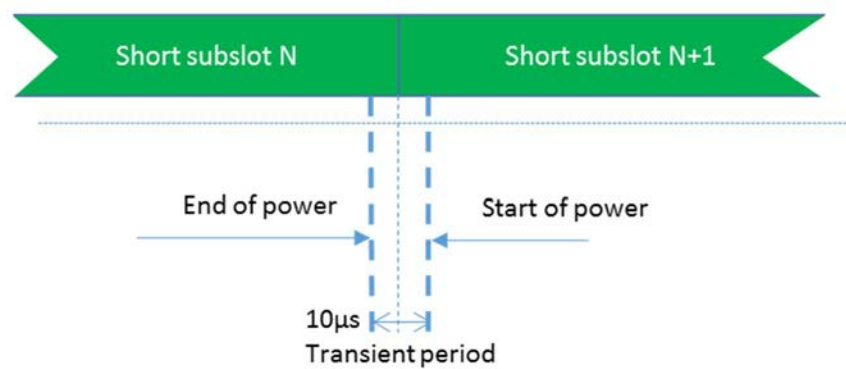 Short subslot N
Short subslot N+1
End of power
Start of power
10µs
Transient period